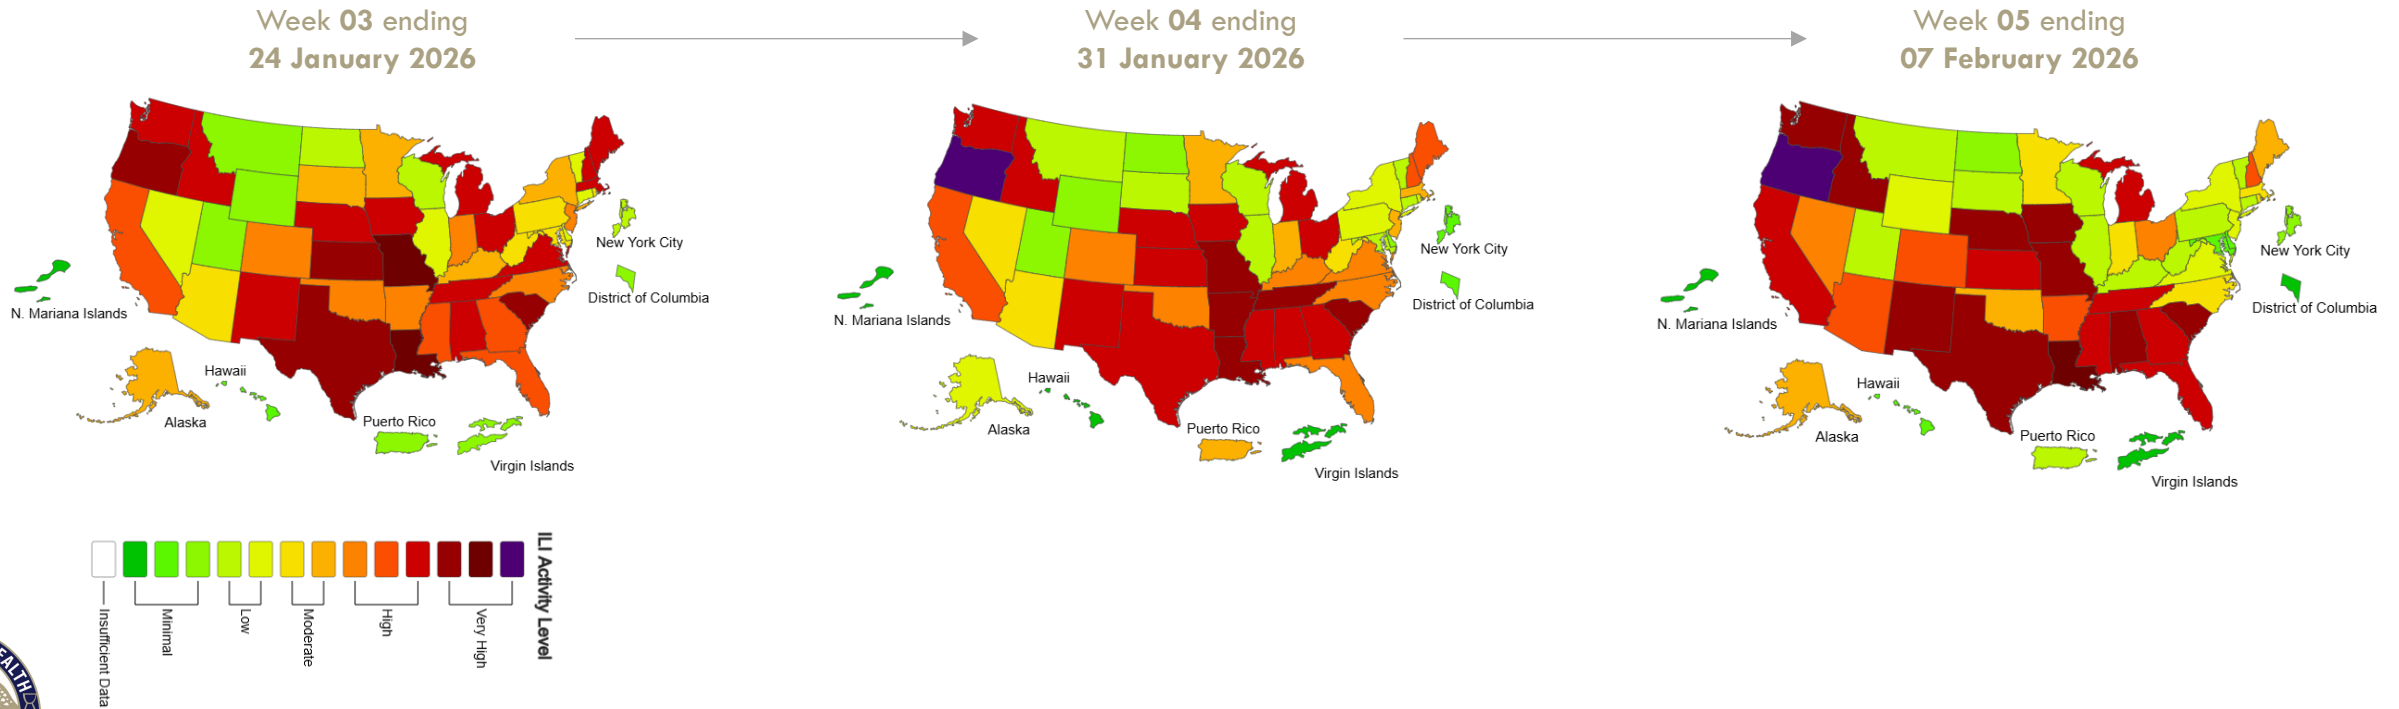 Week 03 ending
24 January 2026
Week 04 ending
31 January 2026
Week 05 ending
07 February 2026
New York City
District of Columbia
N. Mariana Islands
Hawaii
Alaska
Puerto Rico
Virgin Islands
New York City
District of Columbia
N. Mariana Islands
Hawaii
Alaska
Puerto Rico
Virgin Islands
New York City
District of Columbia
N. Mariana Islands
Hawaii
Alaska
Puerto Rico
Virgin Islands
ILI Activity Level
Insufficient Data
Minimal
Low
Moderate
High
Very High
EALTH